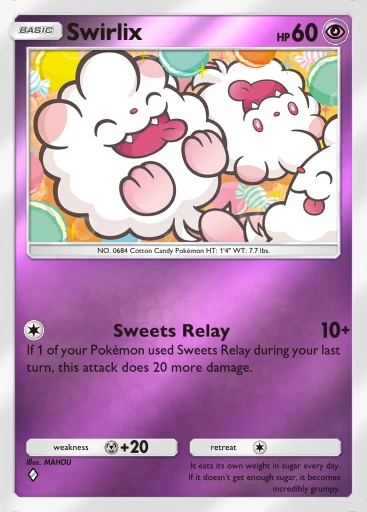 BASIC
Swirlix
HP 60
NO. 0684 Cotton Candy Pokémon HT: 1'4" WT: 7.7 lbs.
Sweets Relay 10+
If 1 of your Pokémon used Sweets Relay during your last
turn, this attack does 20 more damage.
weakness +20
retreat
Illus. MAHOU
It eats its own weight in sugar every day.
If it doesn't get enough sugar, it becomes
incredibly grumpy.